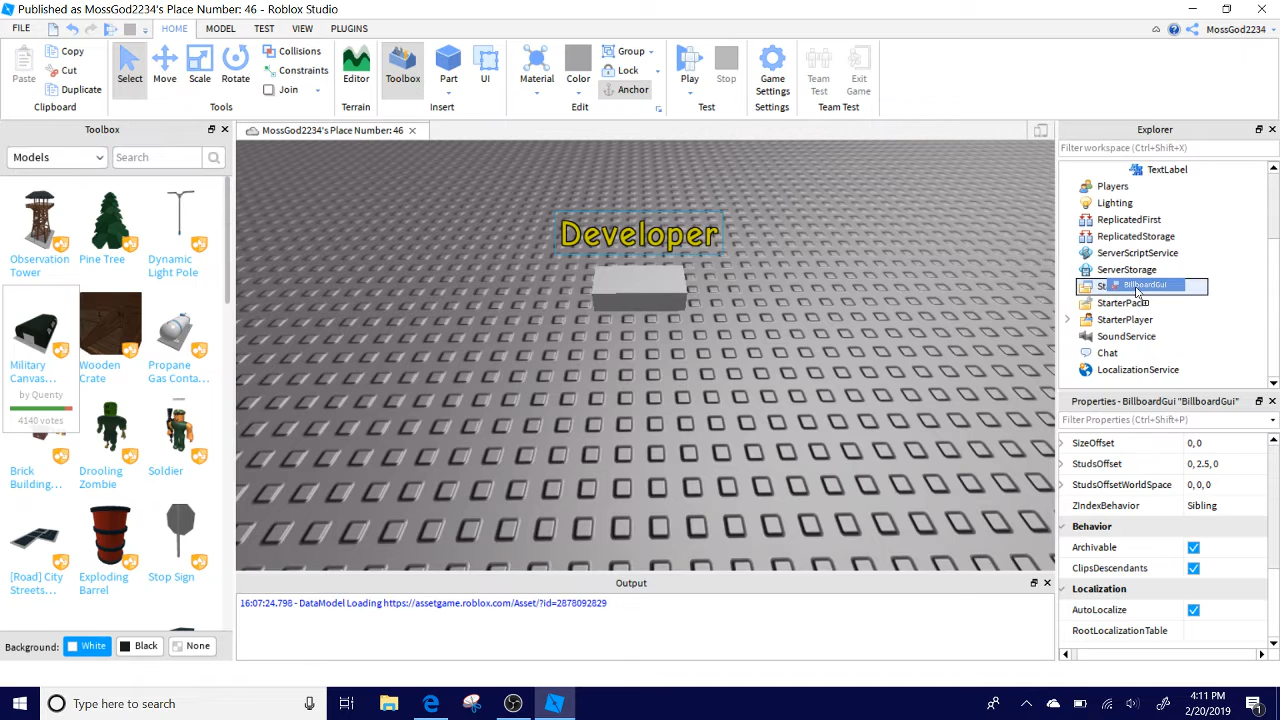 Published as MossGod2234's Place Number: 46 - Roblox Studio
FILE
HOME
MODEL
TEST
VIEW
PLUGINS
MossGod2234
Paste
Copy
Cut
Duplicate
Clipboard
Select
Move
Scale
Rotate
Collisions
Constraints
Join
Tools
Editor
Terrain
Toolbox
Part
UI
Insert
Material
Color
Group
Lock
Anchor
Edit
Play
Stop
Test
Game Settings
Settings
Team Test
Exit Game
Team Test
Toolbox
Models
Search
Observation Tower
Pine Tree
Dynamic Light Pole
Military Canvas...
by Quenty
4140 votes
Wooden Crate
Propane Gas Conta...
Brick Building...
Drooling Zombie
Soldier
[Road] City Streets...
Exploding Barrel
Stop Sign
Background:
White
Black
None
MossGod2234's Place Number: 46
Developer
Output
16:07:24.798 - DataModel Loading https://assetgame.roblox.com/Asset/?id=2878092829
Explorer
Filter workspace (Ctrl+Shift+X)
TextLabel
Players
Lighting
ReplicatedFirst
ReplicatedStorage
ServerScriptService
ServerStorage
St
BillboardGui
StarterPack
StarterPlayer
SoundService
Chat
LocalizationService
Properties - BillboardGui "BillboardGui"
Filter Properties (Ctrl+Shift+P)
SizeOffset 0, 0
StudsOffset 0, 2.5, 0
StudsOffsetWorldSpace 0, 0, 0
ZIndexBehavior Sibling
Behavior
Archivable
ClipsDescendants
Localization
AutoLocalize
RootLocalizationTable
Type here to search
4:11 PM
2/20/2019
1